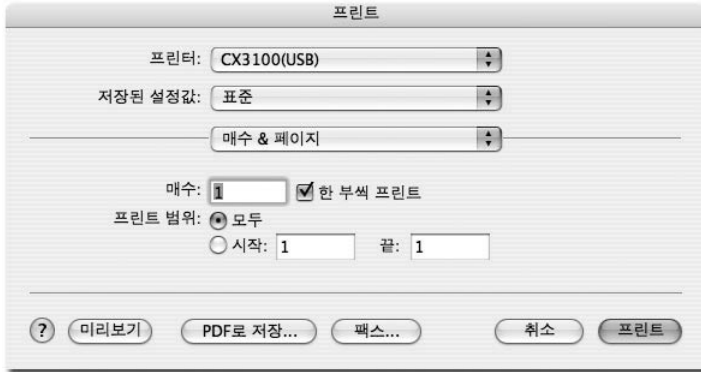 프린트
프린터: CX3100(USB)
저장된 설정값: 표준
매수 & 페이지
매수: 1 한 부씩 프린트
프린트 범위: 모두
시작: 1 끝: 1
? 미리보기 PDF로 저장... 팩스... 취소 프린트